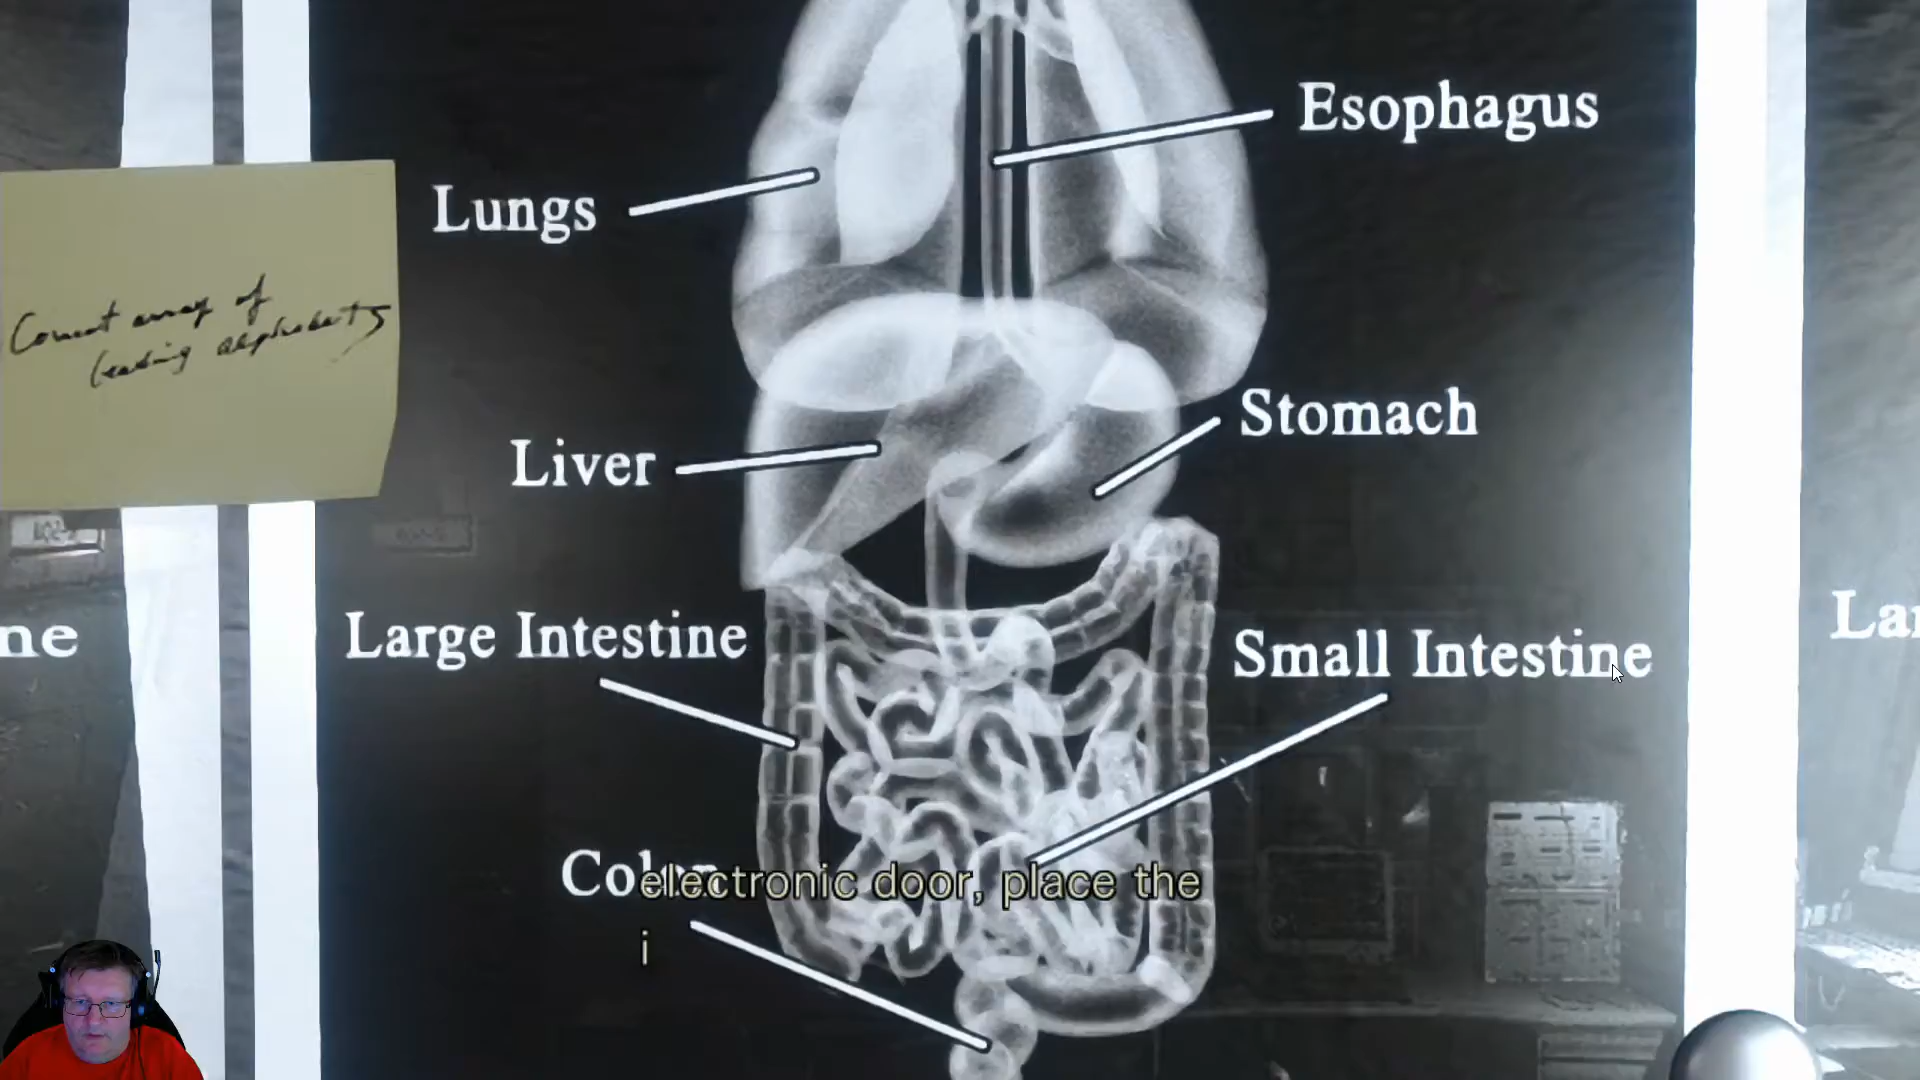 Esophagus
Lungs
Correct array of
leading alphabets
Stomach
Liver
ne
Large Intestine
Small Intestine
La
Colon
electronic door, place the
i